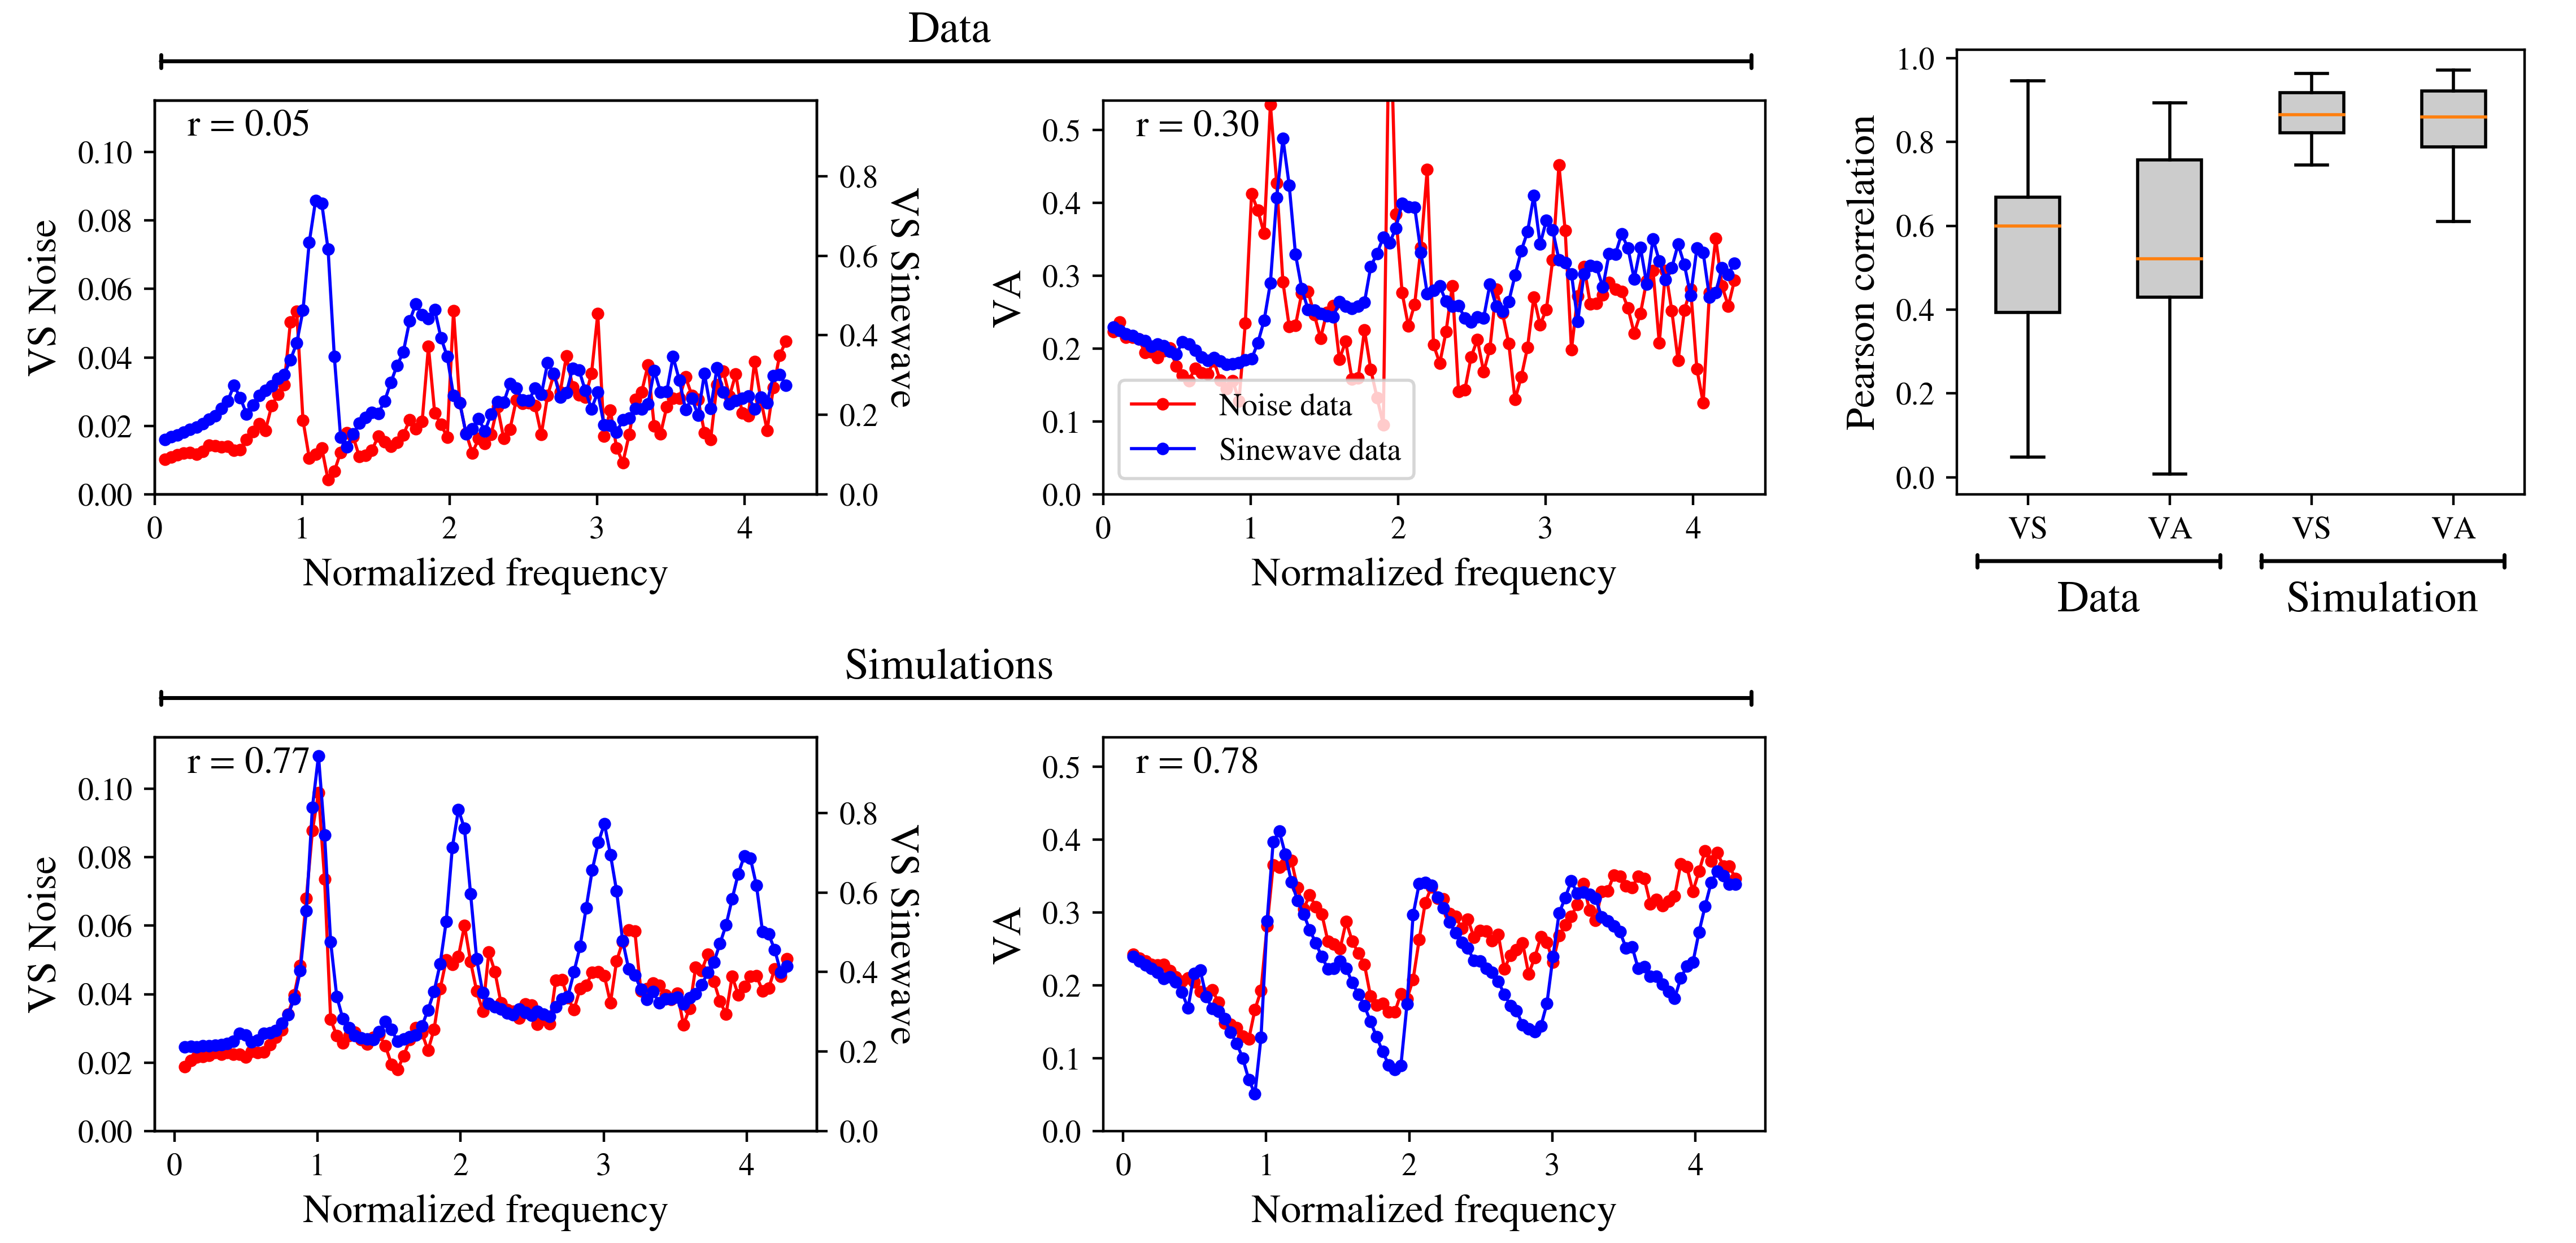 Data
r = 0.05
0.10
0.08
0.06
0.04
0.02
0.00
VS Noise
0.8
0.6
0.4
0.2
0.0
VS Sinewave
0 1 2 3 4
Normalized frequency
r = 0.30
0.5
0.4
0.3
0.2
0.1
0.0
VA
Noise data
Sinewave data
0 1 2 3 4
Normalized frequency
1.0
0.8
0.6
0.4
0.2
0.0
Pearson correlation
VS VA VS VA
Data Simulation
Simulations
r = 0.77
0.10
0.08
0.06
0.04
0.02
0.00
VS Noise
0.8
0.6
0.4
0.2
0.0
VS Sinewave
0 1 2 3 4
Normalized frequency
r = 0.78
0.5
0.4
0.3
0.2
0.1
0.0
VA
0 1 2 3 4
Normalized frequency